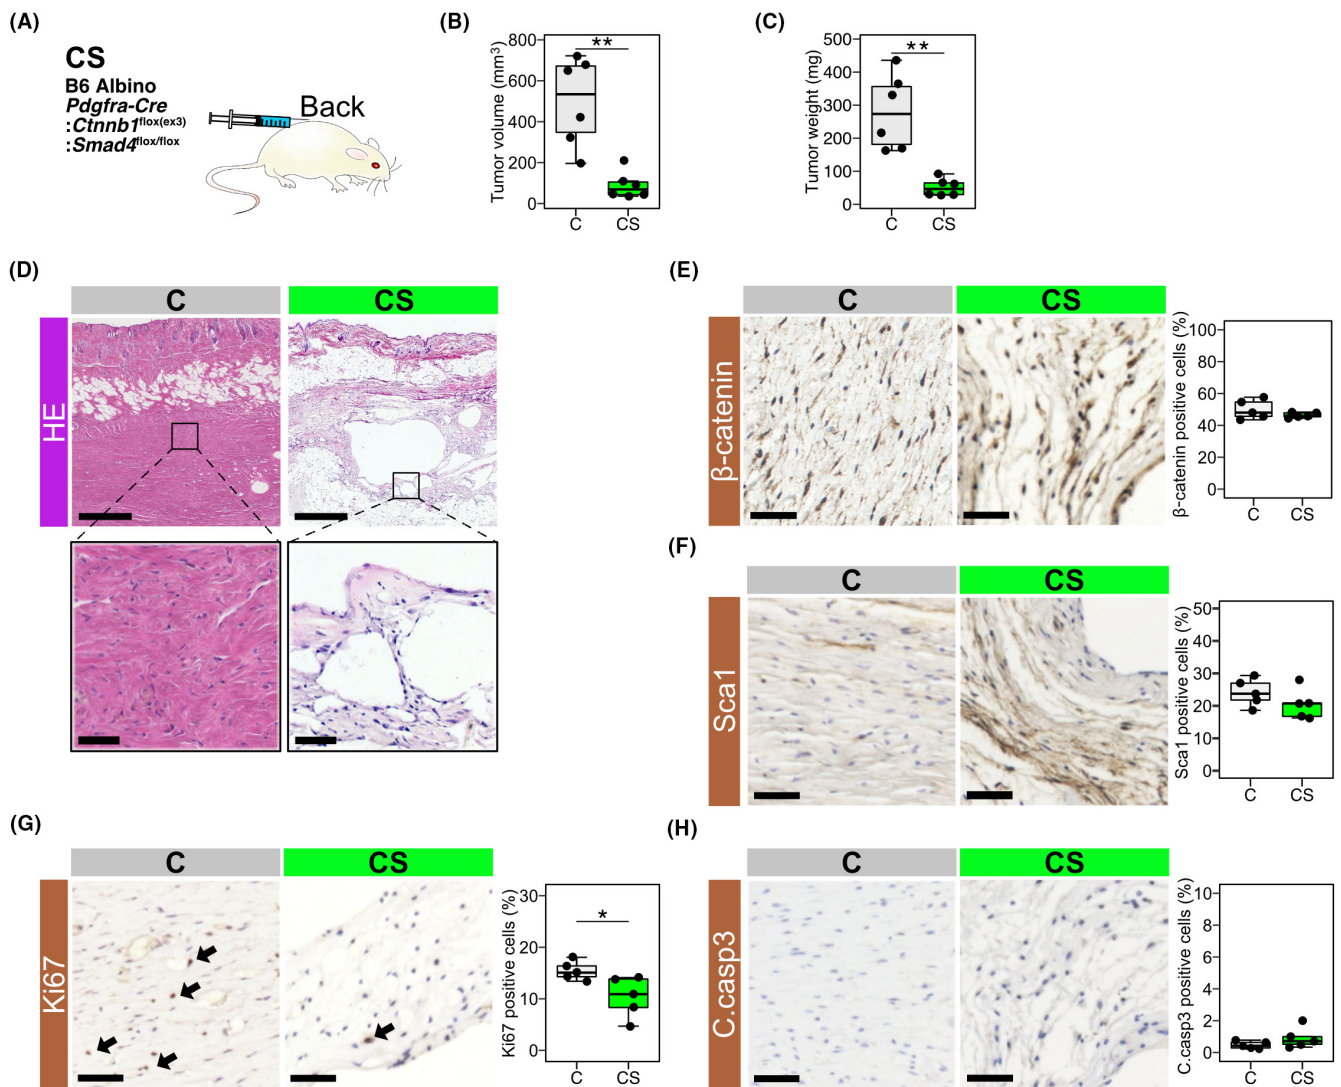 (A)
CS
B6 Albino
Pdgfra-Cre
:Ctnnb1flox(ex3)
:Smad4flox/flox
Back
(B)
Tumor volume (mm3)
800
600
400
200
0
**
C CS
(C)
Tumor weight (mg)
500
400
300
200
100
0
**
C CS
(D)
C CS
HE
(E)
C CS
β-catenin
β-catenin positive cells (%)
100
80
60
40
20
0
C CS
(F)
C CS
Sca1
Sca1 positive cells (%)
50
40
30
20
10
0
C CS
(G)
C CS
Ki67
Ki67 positive cells (%)
30
20
10
0
*
C CS
(H)
C CS
C.casp3
C.casp3 positive cells (%)
10
8
6
4
2
0
C CS